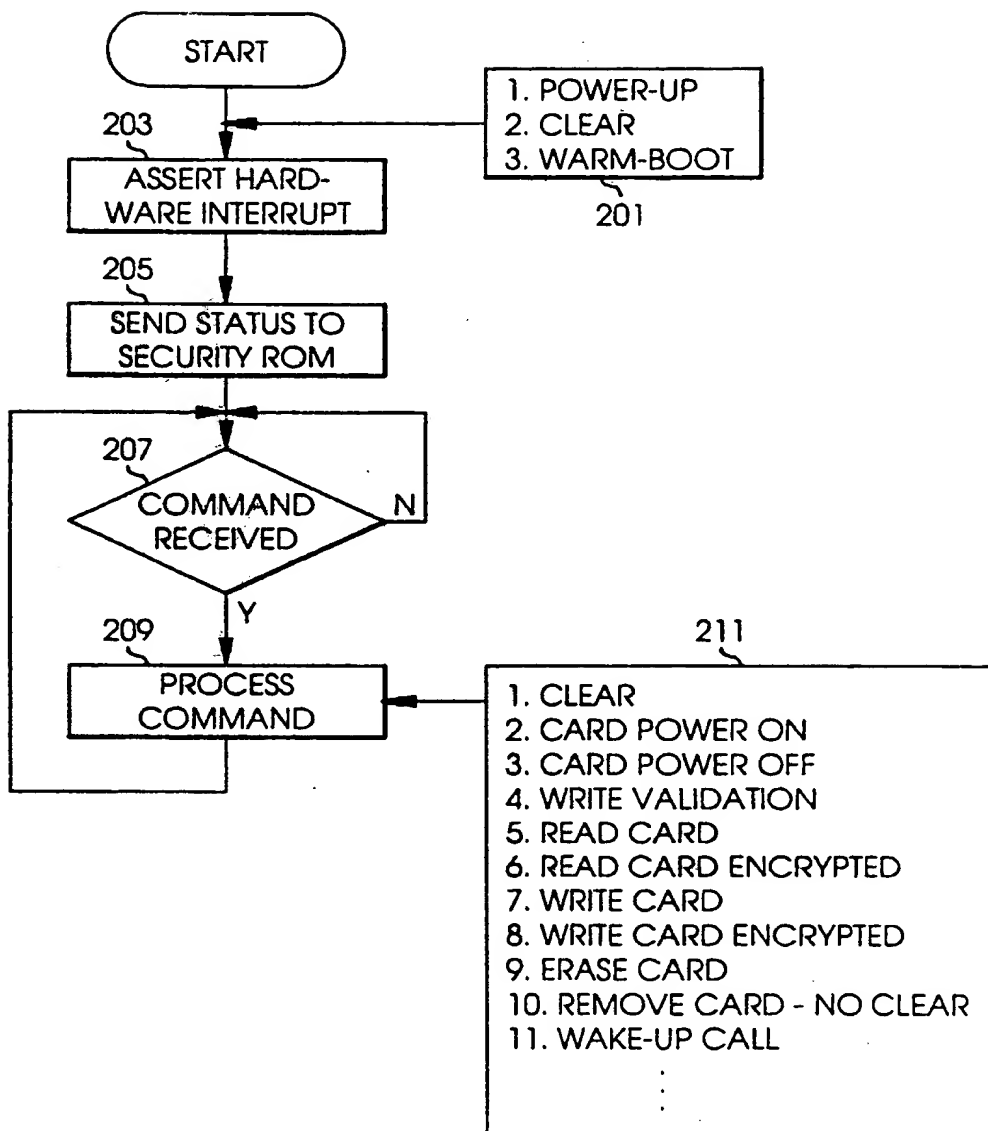 START
1. POWER-UP
2. CLEAR
3. WARM-BOOT
201
203
ASSERT HARD-
WARE INTERRUPT
205
SEND STATUS TO
SECURITY ROM
207
COMMAND
RECEIVED
N
Y
209
PROCESS
COMMAND
211
1. CLEAR
2. CARD POWER ON
3. CARD POWER OFF
4. WRITE VALIDATION
5. READ CARD
6. READ CARD ENCRYPTED
7. WRITE CARD
8. WRITE CARD ENCRYPTED
9. ERASE CARD
10. REMOVE CARD - NO CLEAR
11. WAKE-UP CALL